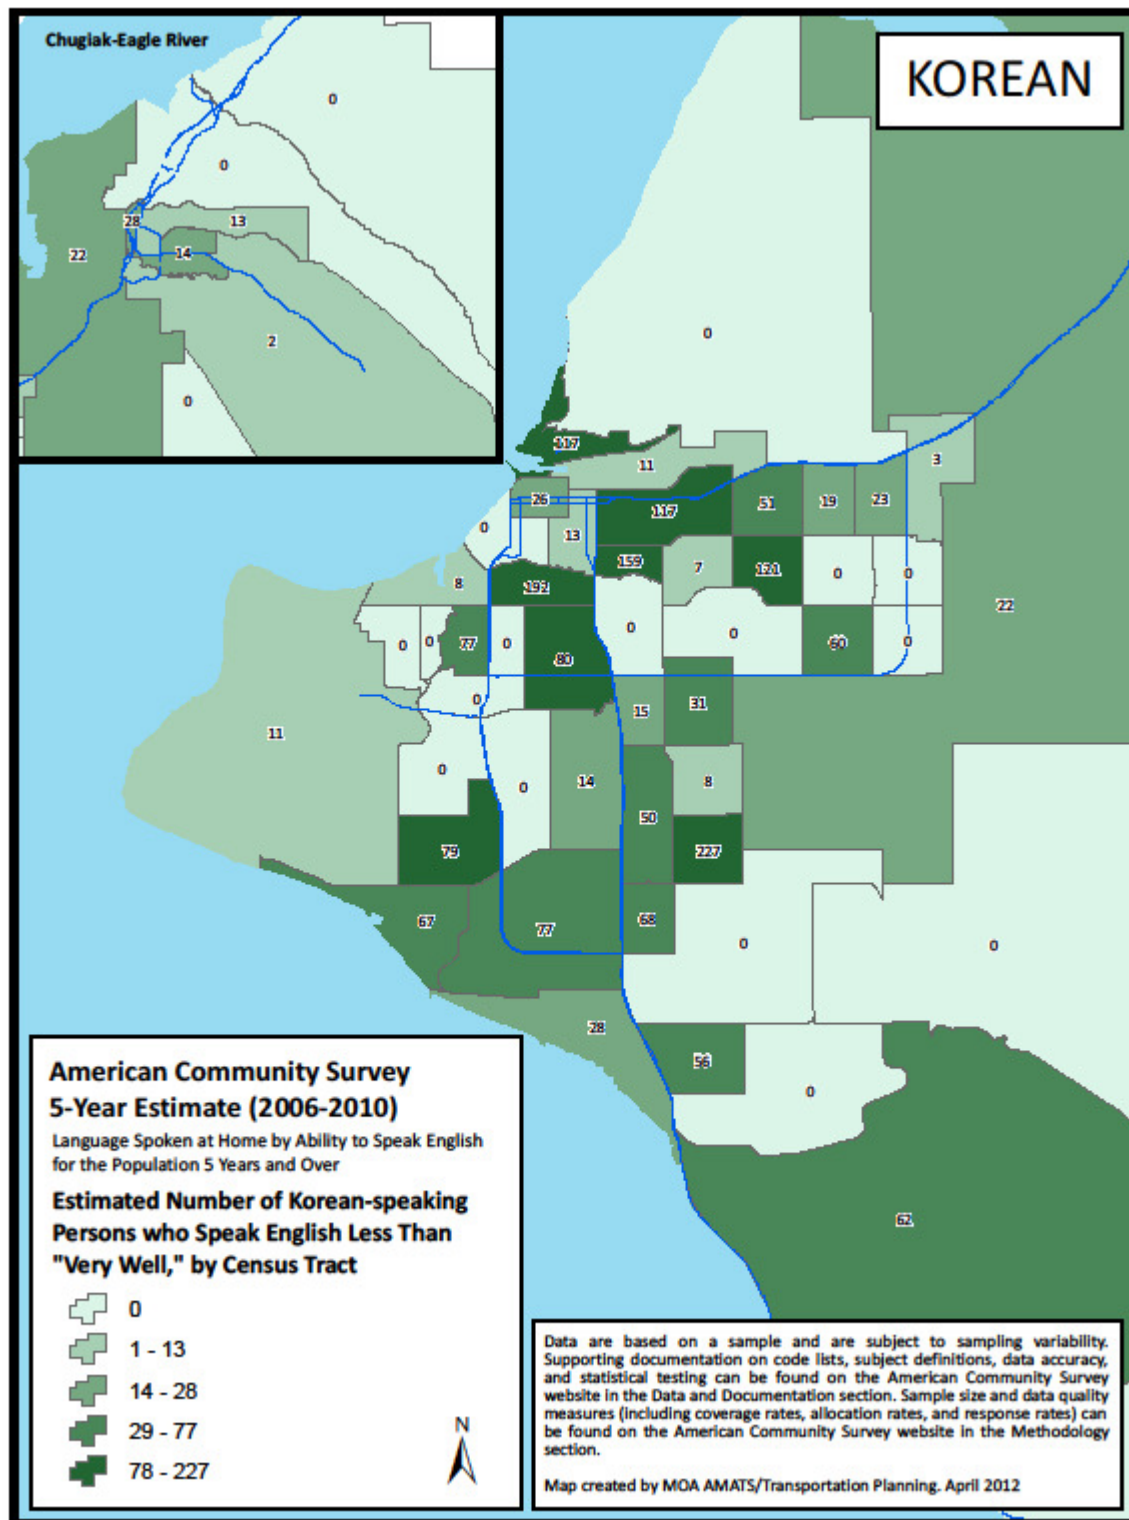 Chugiak-Eagle River
KOREAN
0
0
28
13
22
14
2
0
0
117
11
3
26
117
51
19
23
0
13
159
7
121
0
0
8
192
22
0
0
77
0
80
0
0
60
0
0
15
31
11
0
0
14
8
50
79
227
67
77
68
0
0
28
56
0
62
American Community Survey
5-Year Estimate (2006-2010)
Language Spoken at Home by Ability to Speak English
for the Population 5 Years and Over
Estimated Number of Korean-speaking
Persons who Speak English Less Than
"Very Well," by Census Tract
0
1 - 13
14 - 28
29 - 77
78 - 227
N
Data are based on a sample and are subject to sampling variability.
Supporting documentation on code lists, subject definitions, data accuracy,
and statistical testing can be found on the American Community Survey
website in the Data and Documentation section. Sample size and data quality
measures (including coverage rates, allocation rates, and response rates) can
be found on the American Community Survey website in the Methodology
section.
Map created by MOA AMATS/Transportation Planning. April 2012